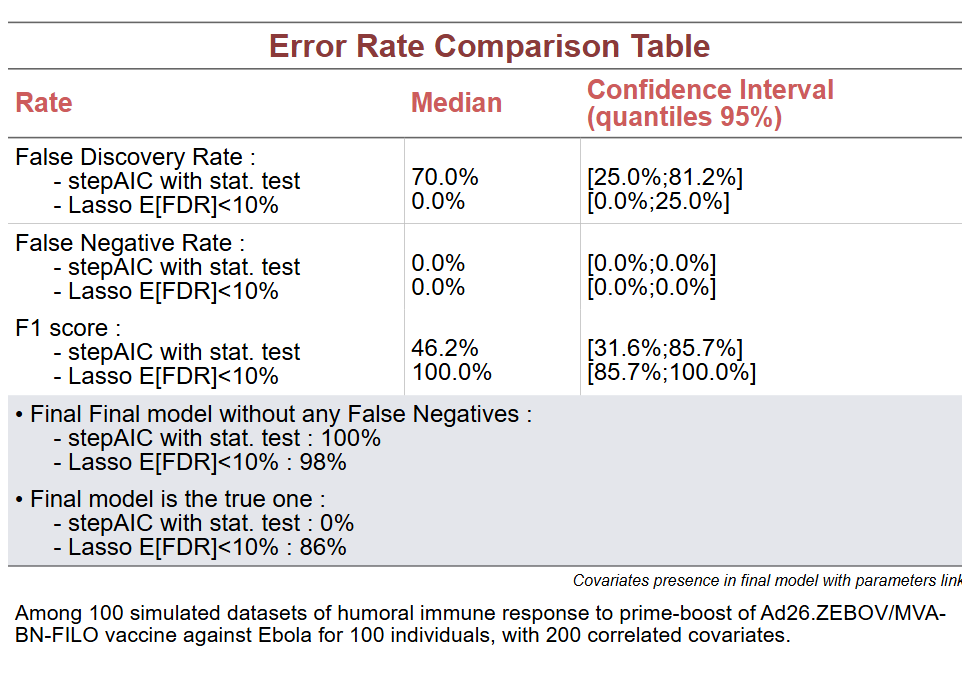 Error Rate Comparison Table
Rate Median Confidence Interval
(quantiles 95%)
False Discovery Rate :
- stepAIC with stat. test 70.0% [25.0%;81.2%]
- Lasso E[FDR]<10% 0.0% [0.0%;25.0%]
False Negative Rate :
- stepAIC with stat. test 0.0% [0.0%;0.0%]
- Lasso E[FDR]<10% 0.0% [0.0%;0.0%]
F1 score :
- stepAIC with stat. test 46.2% [31.6%;85.7%]
- Lasso E[FDR]<10% 100.0% [85.7%;100.0%]
• Final Final model without any False Negatives :
- stepAIC with stat. test : 100%
- Lasso E[FDR]<10% : 98%
• Final model is the true one :
- stepAIC with stat. test : 0%
- Lasso E[FDR]<10% : 86%
Covariates presence in final model with parameters link
Among 100 simulated datasets of humoral immune response to prime-boost of Ad26.ZEBOV/MVA-
BN-FILO vaccine against Ebola for 100 individuals, with 200 correlated covariates.